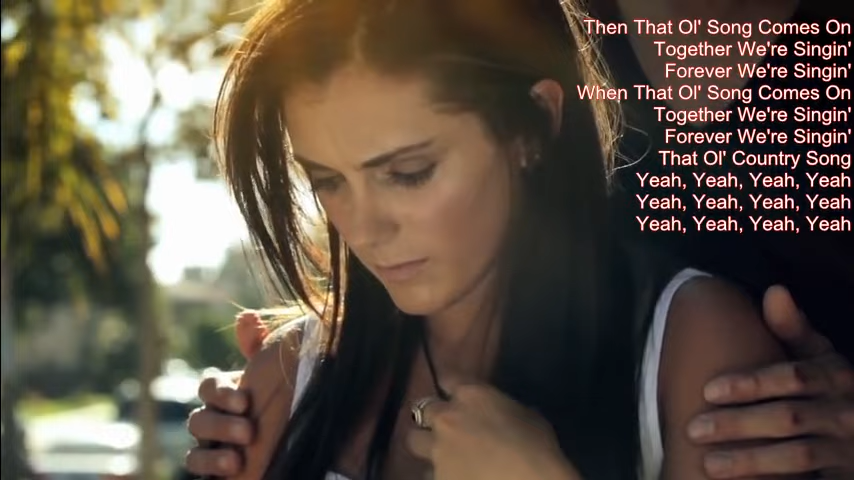 Then That Ol' Song Comes On
Together We're Singin'
Forever We're Singin'
When That Ol' Song Comes On
Together We're Singin'
Forever We're Singin'
That Ol' Country Song
Yeah, Yeah, Yeah, Yeah
Yeah, Yeah, Yeah, Yeah
Yeah, Yeah, Yeah, Yeah